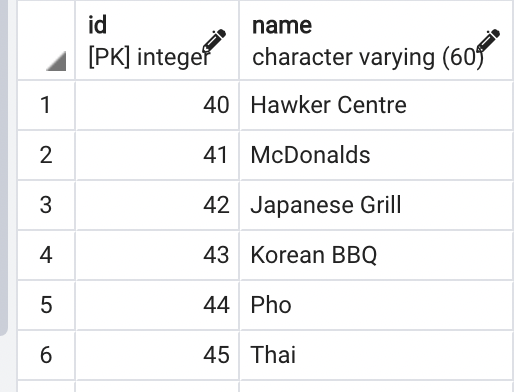 id name
[PK] integer character varying (60)
1 40 Hawker Centre
2 41 McDonalds
3 42 Japanese Grill
4 43 Korean BBQ
5 44 Pho
6 45 Thai